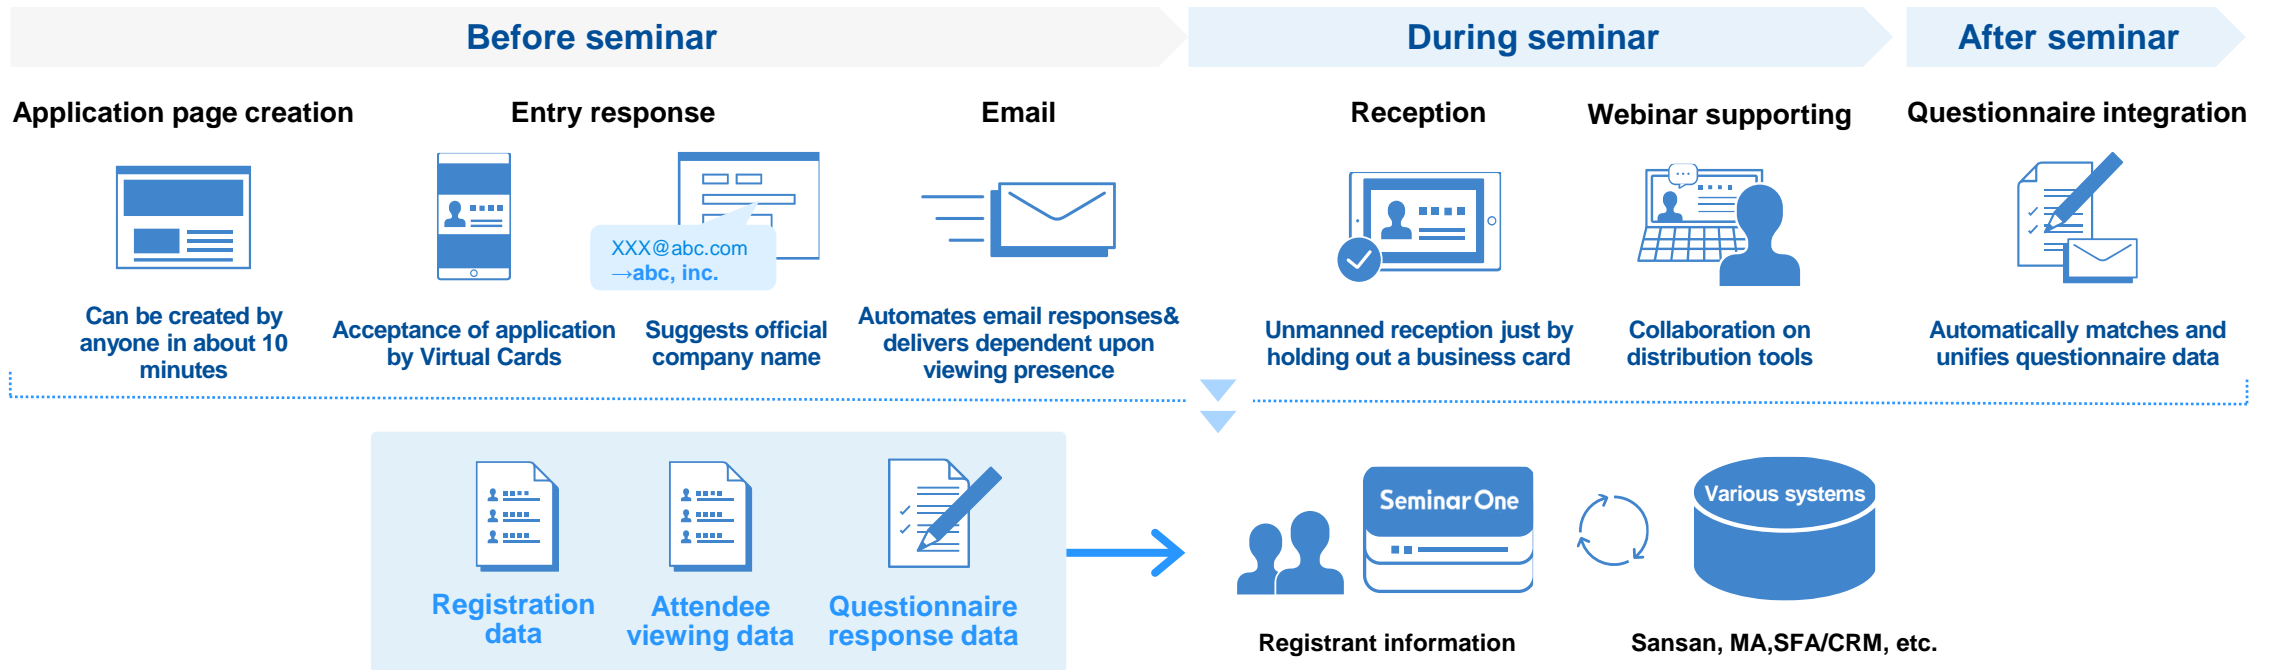 Before seminar
During seminar
After seminar
Application page creation
Entry response
Email
Reception
Webinar supporting
Questionnaire integration
XXX@abc.com
→abc, inc.
Can be created by
anyone in about 10
minutes
Acceptance of application
by Virtual Cards
Suggests official
company name
Automates email responses&
delivers dependent upon
viewing presence
Unmanned reception just by
holding out a business card
Collaboration on
distribution tools
Automatically matches and
unifies questionnaire data
Registration
data
Attendee
viewing data
Questionnaire
response data
Seminar One
Registrant information
Various systems
Sansan, MA,SFA/CRM, etc.